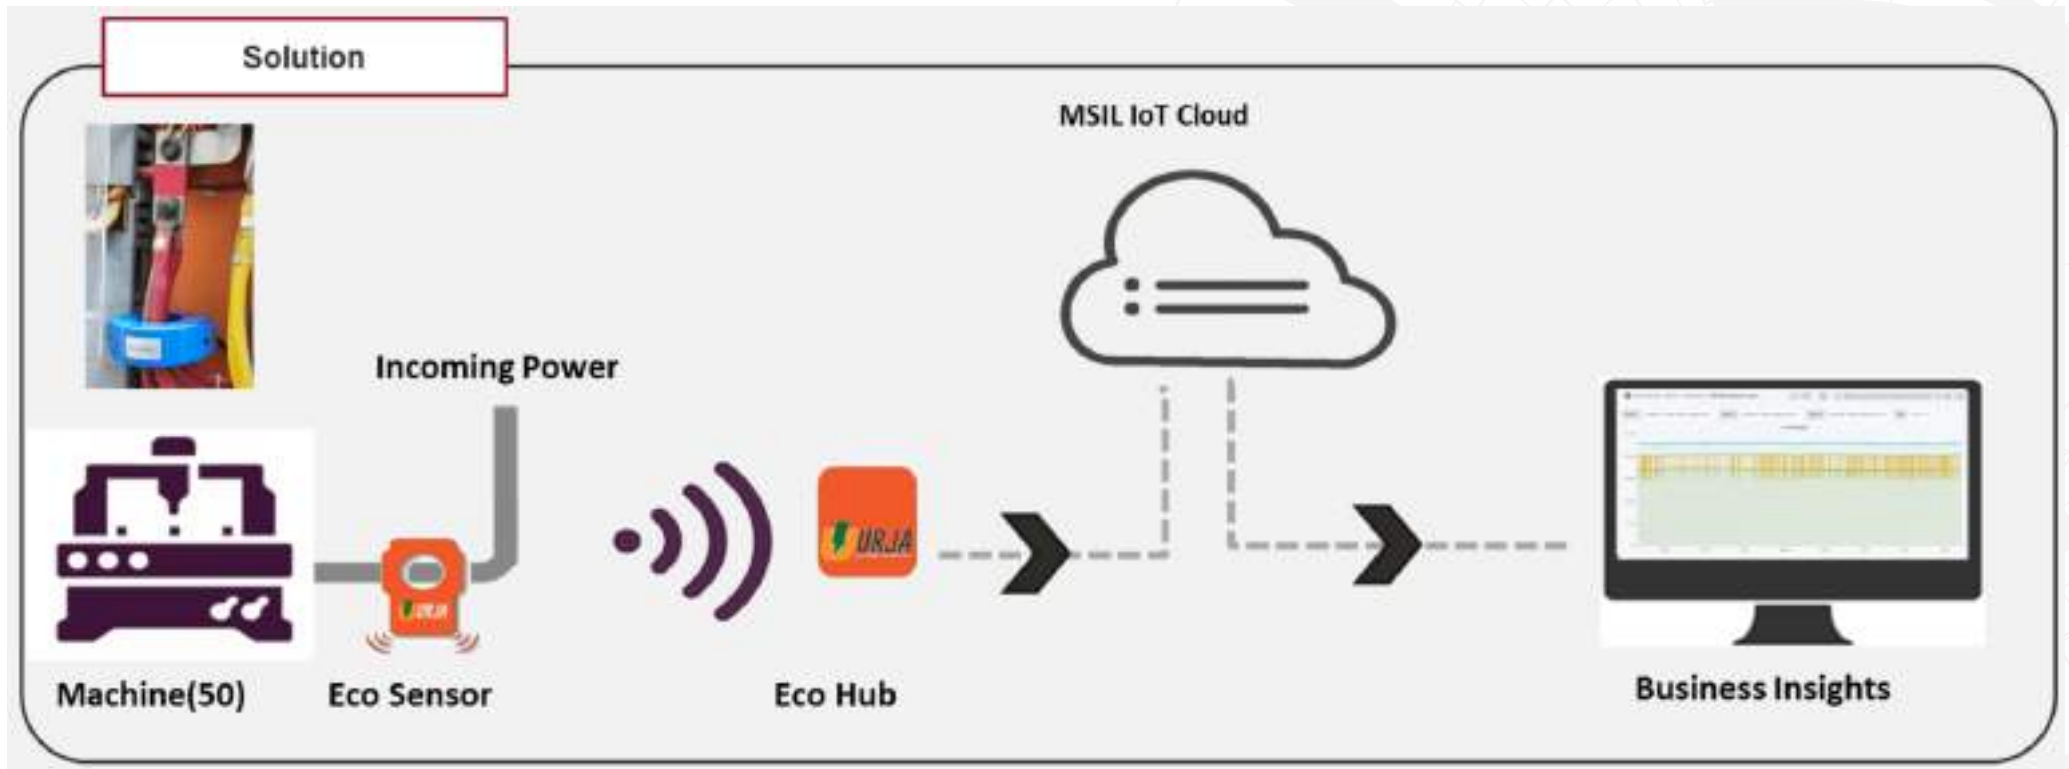 Solution
MSIL IoT Cloud
Incoming Power
URJA
URJA
Machine(50)
Eco Sensor
Eco Hub
Business Insights